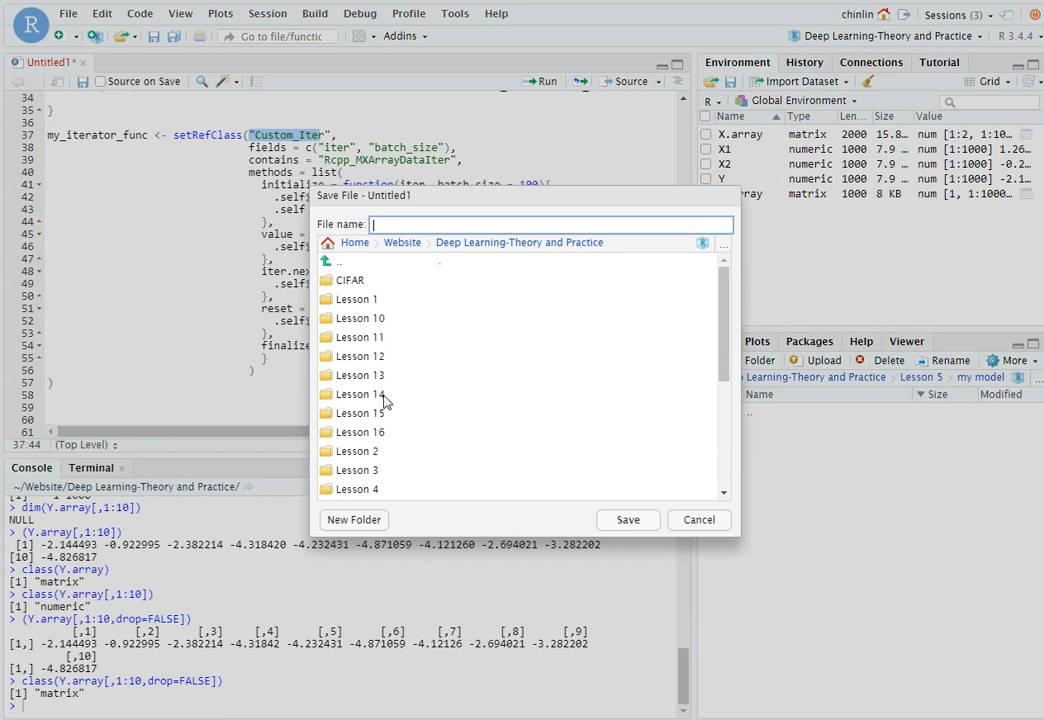 File Edit Code View Plots Session Build Debug Profile Tools Help
chinlin Sessions (3)
Go to file/functic Addins
Deep Learning-Theory and Practice R 3.4.4
Untitled1*
Source on Save Run Source
34
35 }
36
37 my_iterator_func <- setRefClass("Custom_Iter",
38 fields = c("iter", "batch_size"),
39 contains = "Rcpp_MXArrayDataIter",
40 methods = list(
41 initialize = function(iter, batch_size = 100){
42 .self$
43 .self
44 },
45 value =
46 .self$
47 },
48 iter.nex
49 .self$
50 },
51 reset =
52 .self$
53 },
54 finalize
55 }
56 )
57 )
58
59
60
61
37:44 (Top Level)
Console Terminal
~/Website/Deep Learning-Theory and Practice/
> dim(Y.array[,1:10])
NULL
> (Y.array[,1:10])
[1] -2.144493 -0.922995 -2.382214 -4.318420 -4.232431 -4.871059 -4.121260 -2.694021 -3.282202
[10] -4.826817
> class(Y.array)
[1] "matrix"
> class(Y.array[,1:10])
[1] "numeric"
> (Y.array[,1:10,drop=FALSE])
[,1] [,2] [,3] [,4] [,5] [,6] [,7] [,8] [,9]
[1,] -2.144493 -0.922995 -2.382214 -4.31842 -4.232431 -4.871059 -4.12126 -2.694021 -3.282202
[,10]
[1,] -4.826817
> class(Y.array[,1:10,drop=FALSE])
[1] "matrix"
>
Save File - Untitled1
File name:
Home Website Deep Learning-Theory and Practice ...
..
CIFAR
Lesson 1
Lesson 10
Lesson 11
Lesson 12
Lesson 13
Lesson 14
Lesson 15
Lesson 16
Lesson 2
Lesson 3
Lesson 4
New Folder Save Cancel
Environment History Connections Tutorial
Import Dataset Grid
R Global Environment
Name Type Len... Size Value
X.array matrix 2000 15.8... num [1:2, 1:10...
X1 matrix 1000 7.9 ... num [1:1000] 1.26...
X2 matrix 1000 7.9 ... num [1:1000] -0.2...
Y matrix 1000 7.9 ... num [1:1000] -2.1...
array matrix 1000 8 KB num [1, 1:1000...
Plots Packages Help Viewer
Folder Upload Delete Rename More
Learning-Theory and Practice Lesson 5 my model ...
Name Size Modified
..